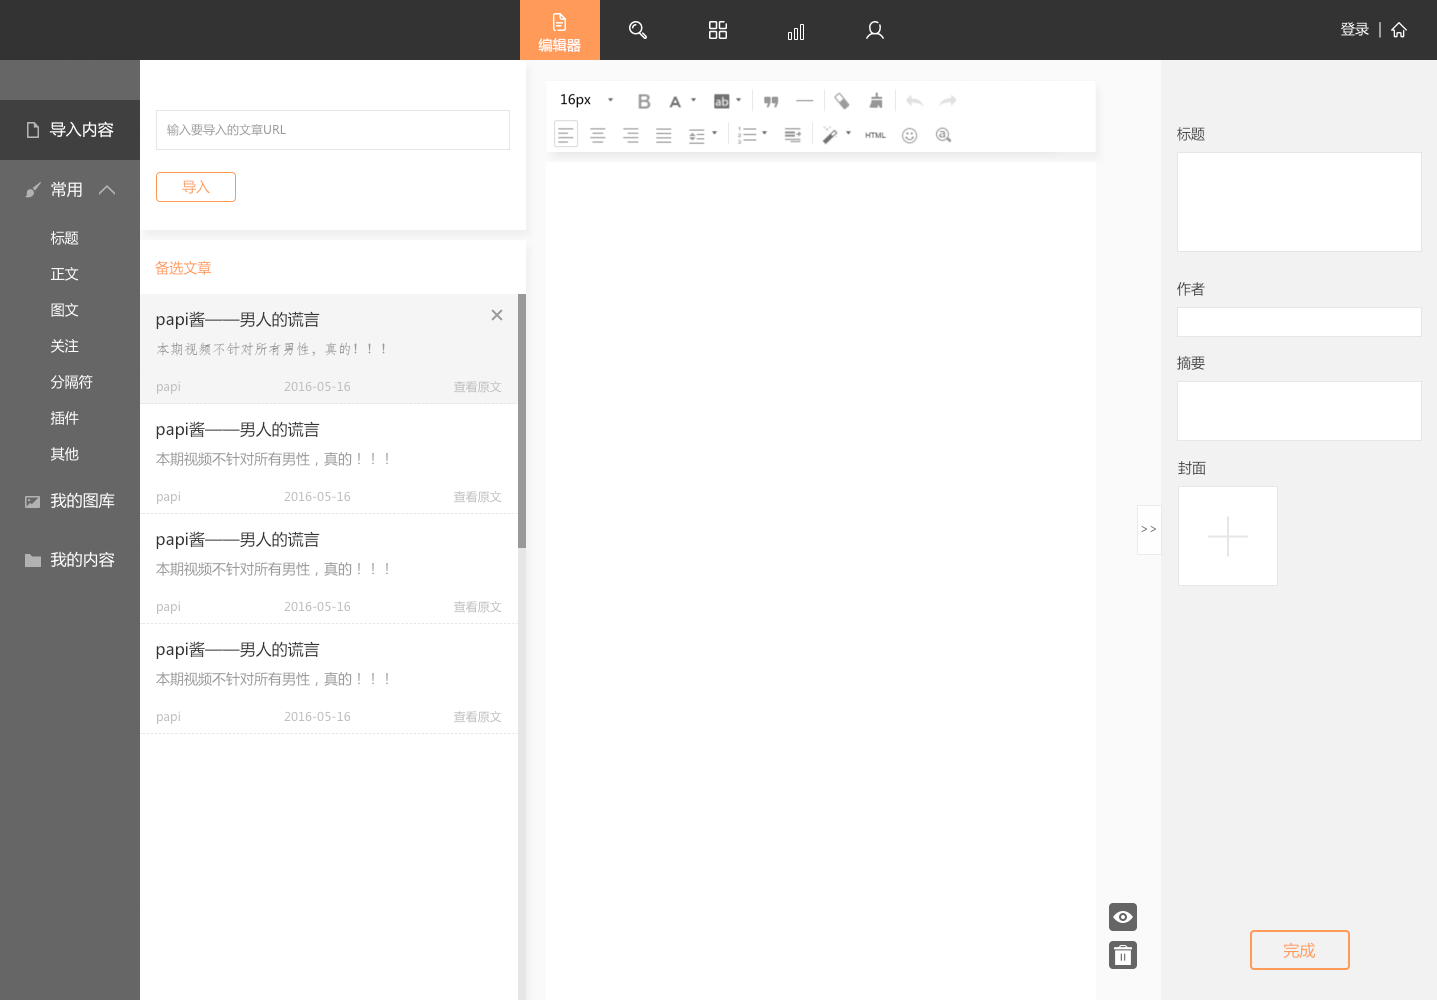 编辑器
登录 |
导入内容
常用
标题
正文
图文
关注
分隔符
插件
其他
我的图库
我的内容
输入要导入的文章URL
导入
备选文章
papi酱——男人的谎言
本期视频不针对所有男性，真的！！！
papi 2016-05-16 查看原文
papi酱——男人的谎言
本期视频不针对所有男性，真的！！！
papi 2016-05-16 查看原文
papi酱——男人的谎言
本期视频不针对所有男性，真的！！！
papi 2016-05-16 查看原文
papi酱——男人的谎言
本期视频不针对所有男性，真的！！！
papi 2016-05-16 查看原文
16px B A ab
HTML
>>
标题
作者
摘要
封面
完成